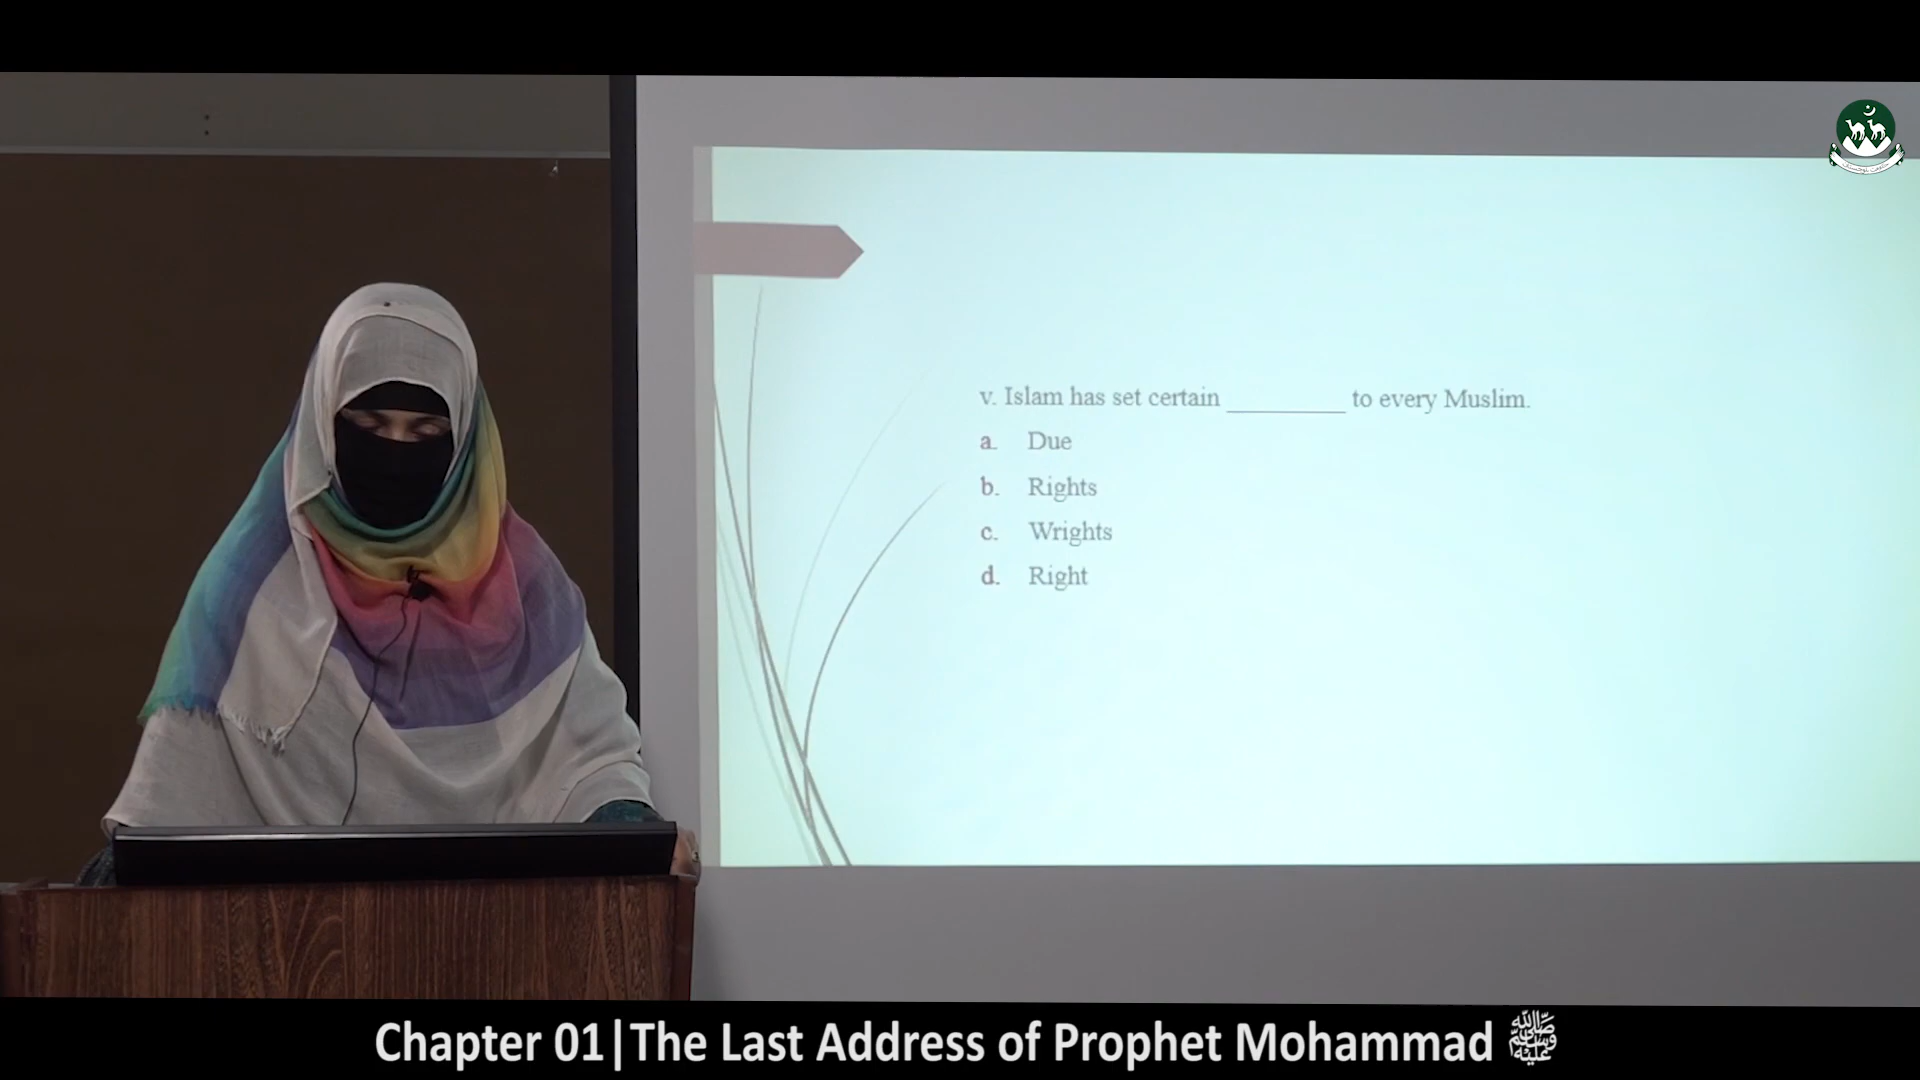 v. Islam has set certain _________ to every Muslim.
a. Due
b. Rights
c. Wrights
d. Right
Chapter 01|The Last Address of Prophet Mohammad ﷺ